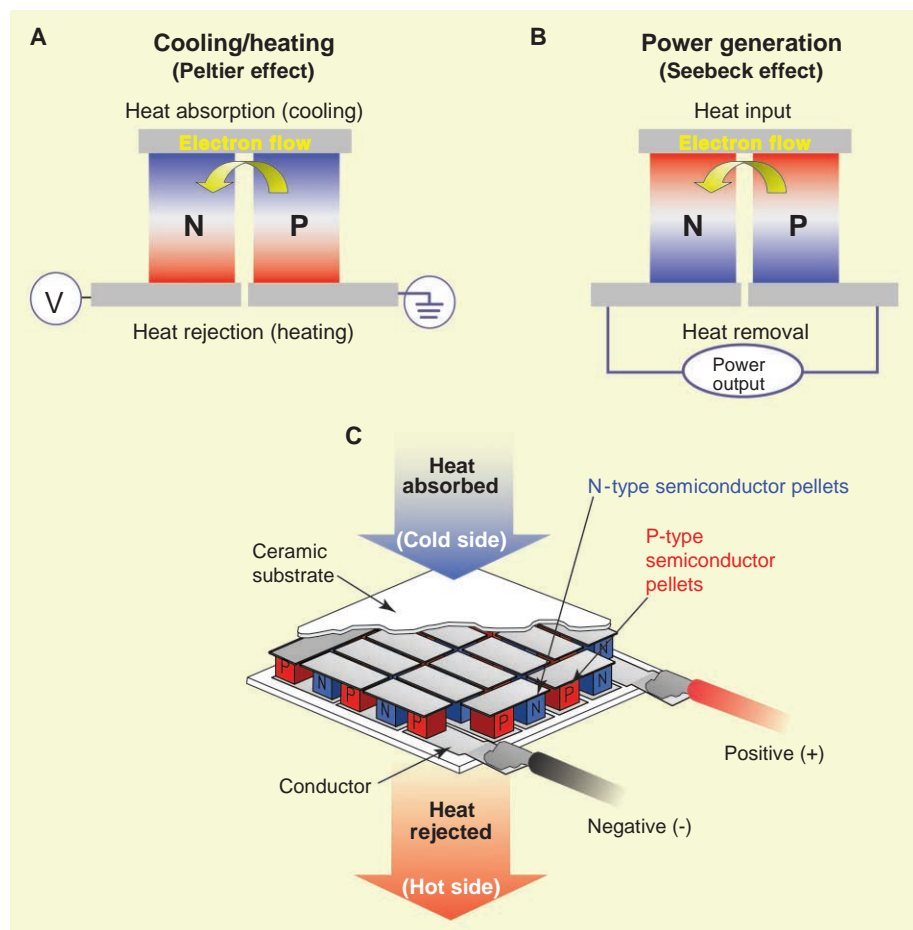 A
Cooling/heating
(Peltier effect)
Heat absorption (cooling)
Electron flow
N
P
V
Heat rejection (heating)
B
Power generation
(Seebeck effect)
Heat input
Electron flow
N
P
Heat removal
Power
output
C
Heat
absorbed
(Cold side)
N-type semiconductor pellets
P-type
semiconductor
pellets
Ceramic
substrate
P
N
P
N
P
P
N
P
N
N
Positive (+)
Conductor
Negative (-)
Heat
rejected
(Hot side)